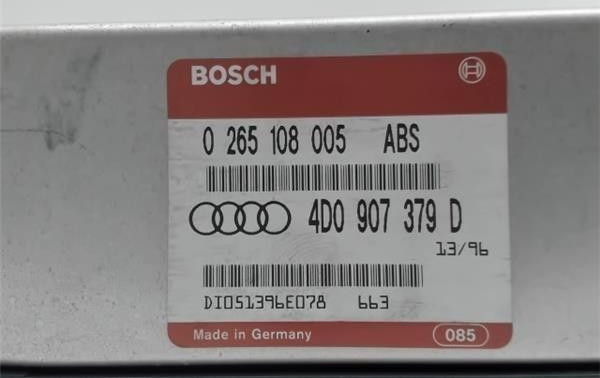 BOSCH
0 265 108 005 ABS
4D0 907 379 D
13/96
DI051396E078 663
Made in Germany 085